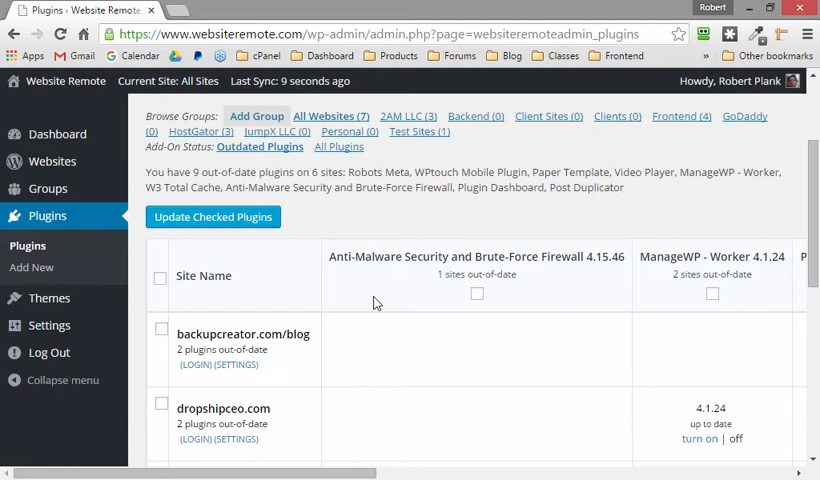 Robert
Plugins ‹ Website Remote
https://www.websiteremote.com/wp-admin/admin.php?page=websiteremoteadmin_plugins
Apps Gmail Calendar cPanel Dashboard Products Forums Blog Classes Frontend » Other bookmarks
Website Remote Current Site: All Sites Last Sync: 9 seconds ago Howdy, Robert Plank
Dashboard
Websites
Groups
Plugins
Plugins
Add New
Themes
Settings
Log Out
Collapse menu
Browse Groups: Add Group All Websites (7) 2AM LLC (3) Backend (0) Client Sites (0) Clients (0) Frontend (4) GoDaddy
(0) HostGator (3) JumpX LLC (0) Personal (0) Test Sites (1)
Add-On Status: Outdated Plugins All Plugins
You have 9 out-of-date plugins on 6 sites: Robots Meta, WPtouch Mobile Plugin, Paper Template, Video Player, ManageWP - Worker,
W3 Total Cache, Anti-Malware Security and Brute-Force Firewall, Plugin Dashboard, Post Duplicator
Update Checked Plugins
Site Name
Anti-Malware Security and Brute-Force Firewall 4.15.46
1 sites out-of-date
ManageWP - Worker 4.1.24
2 sites out-of-date
P
backupcreator.com/blog
2 plugins out-of-date
(LOGIN) (SETTINGS)
dropshipceo.com
2 plugins out-of-date
(LOGIN) (SETTINGS)
4.1.24
up to date
turn on | off